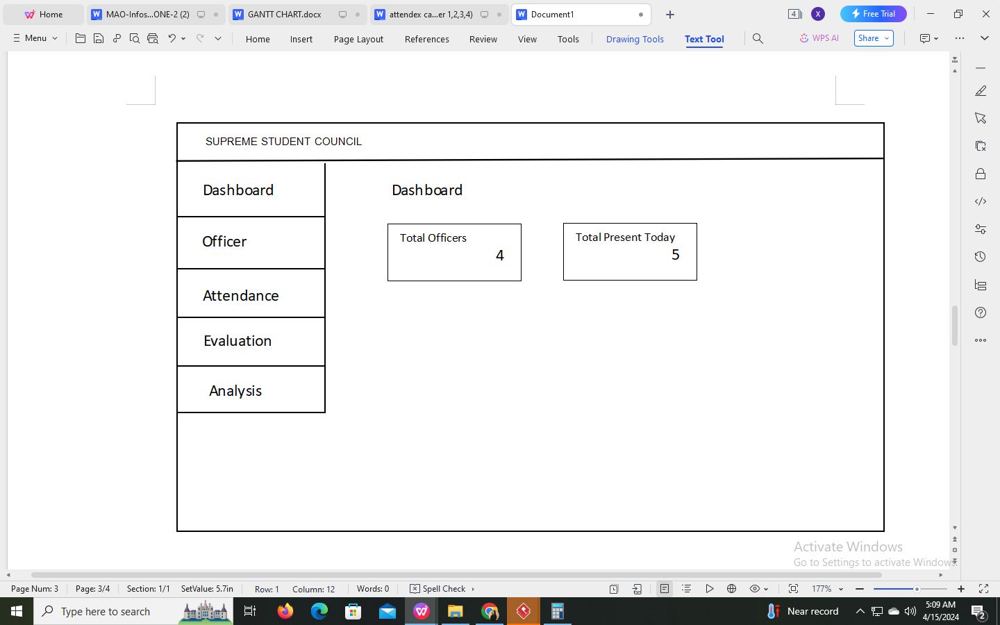 Home
MAO-Infos...ONE-2 (2)
GANTT CHART.docx
attendex ca...er 1,2,3,4)
Document1
4
X
Free Trial
Menu
Home
Insert
Page Layout
References
Review
View
Tools
Drawing Tools
Text Tool
WPS AI
Share
SUPREME STUDENT COUNCIL
Dashboard
Officer
Attendance
Evaluation
Analysis
Dashboard
Total Officers
4
Total Present Today
5
Activate Windows
Go to Settings to activate Windows.
Page Num: 3
Page: 3/4
Section: 1/1
SetValue: 5.7in
Row: 1
Column: 12
Words: 0
Spell Check
177%
Type here to search
Near record
5:09 AM
4/15/2024
2